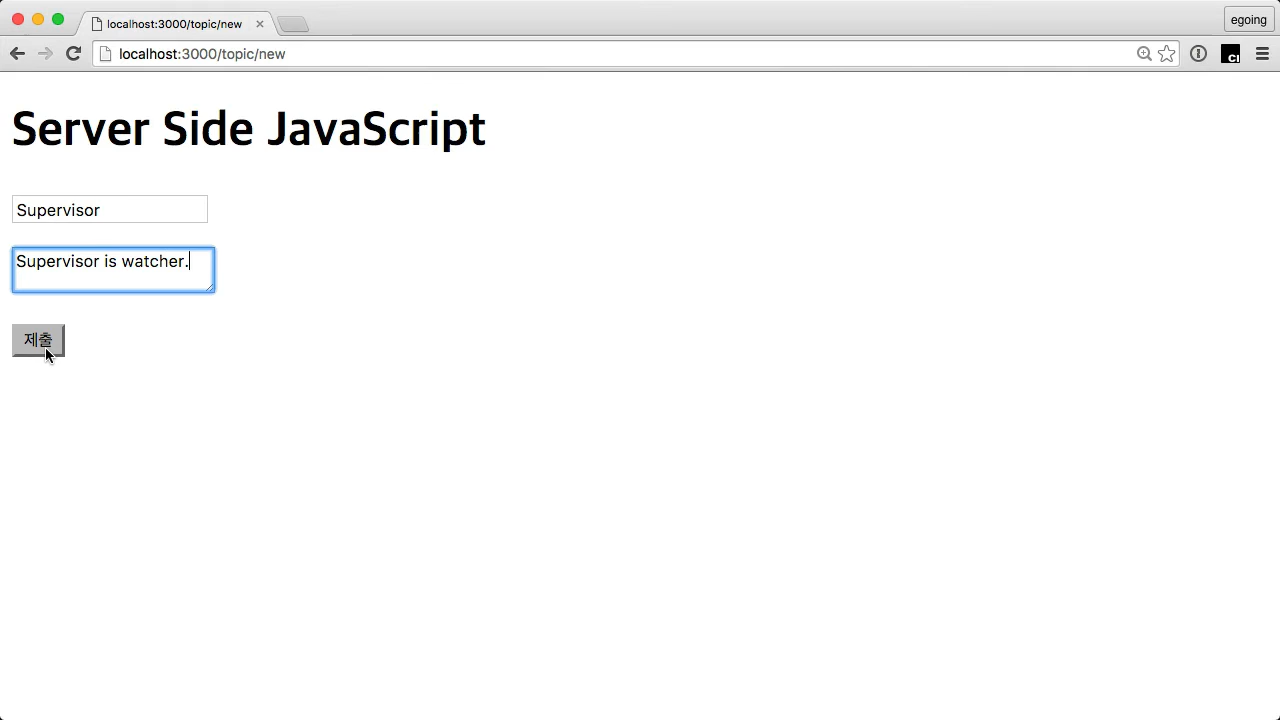 localhost:3000/topic/new
egoing
localhost:3000/topic/new
Server Side JavaScript
Supervisor
Supervisor is watcher.
제출